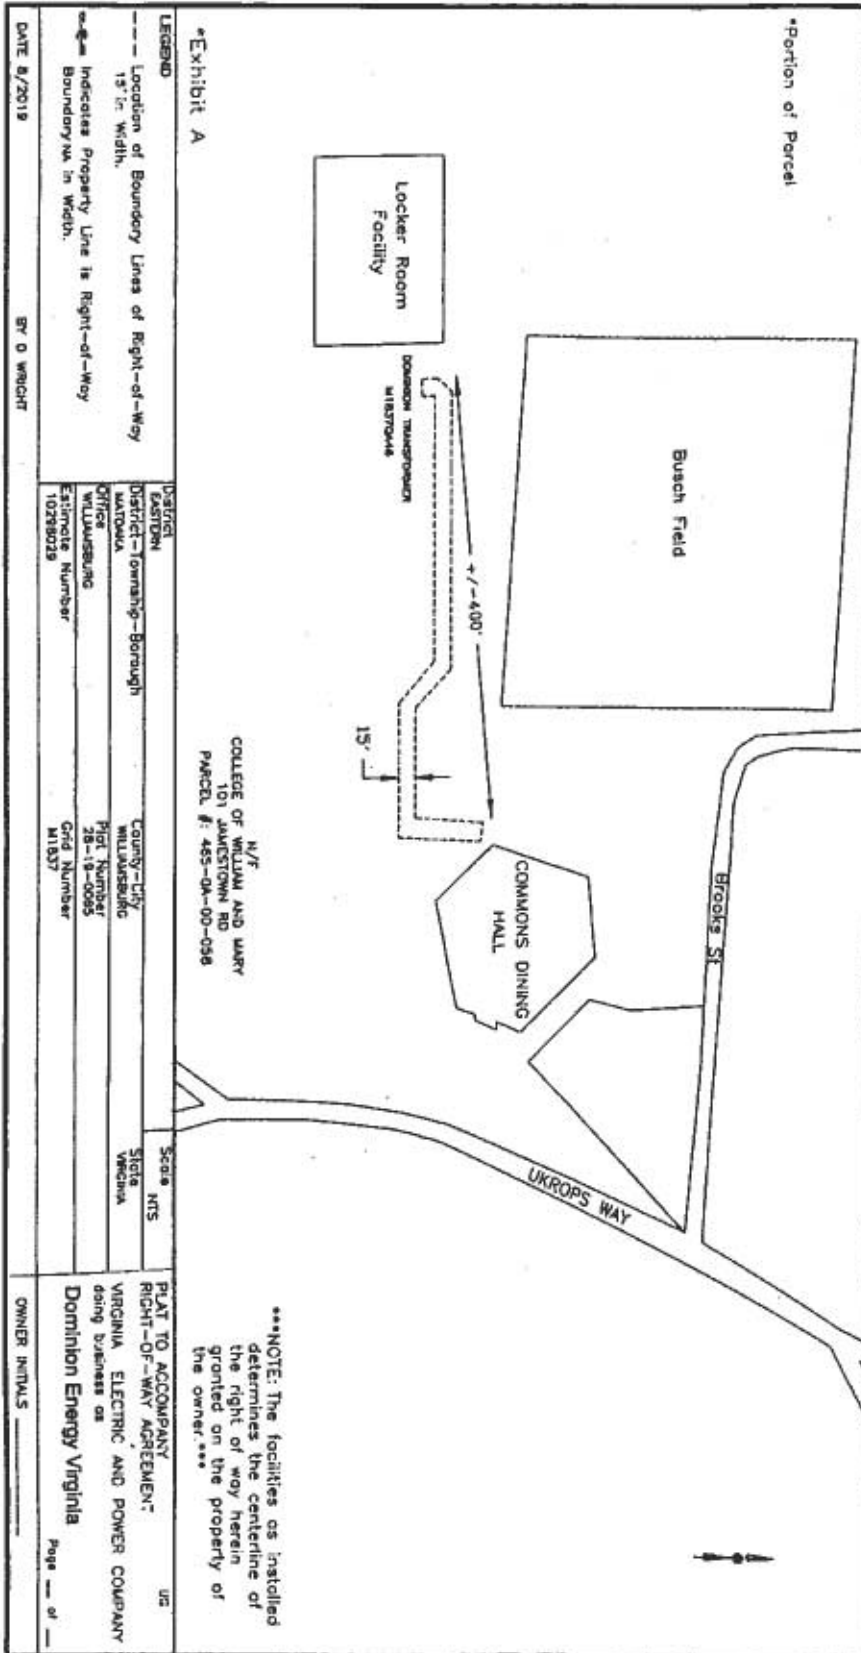 *Portion of Parcel
Busch Field
Brooks St
Locker Room
Facility
DOMINION TRANSFORMER
+/-400'
15'
COMMONS DINING
HALL
UKROPS WAY
N/F
COLLEGE OF WILLIAM AND MARY
101 JAMESTOWN RD
PARCEL #: 465-0A-00-058
***NOTE: The facilities as installed
determines the centerline of
the right of way herein
granted on the property of
the owner.***
*Exhibit A
LEGEND
---- Location of Boundary Lines of Right-of-Way
15' in Width.
Indicates Property Line is Right-of-Way
Boundary NA in Width.
DATE 8/2019
BY D WRIGHT
District
EASTERN
District-Township-Borough
MATOAKA
County-City
WILLIAMSBURG
State
VIRGINIA
Office
WILLIAMSBURG
Plat Number
28-19-0085
Estimate Number
10298029
Grid Number
M1837
Scale
NTS
PLAT TO ACCOMPANY
RIGHT-OF-WAY AGREEMENT
UG
VIRGINIA ELECTRIC AND POWER COMPANY
doing business as
Dominion Energy Virginia
Page __ of __
OWNER INITIALS ________